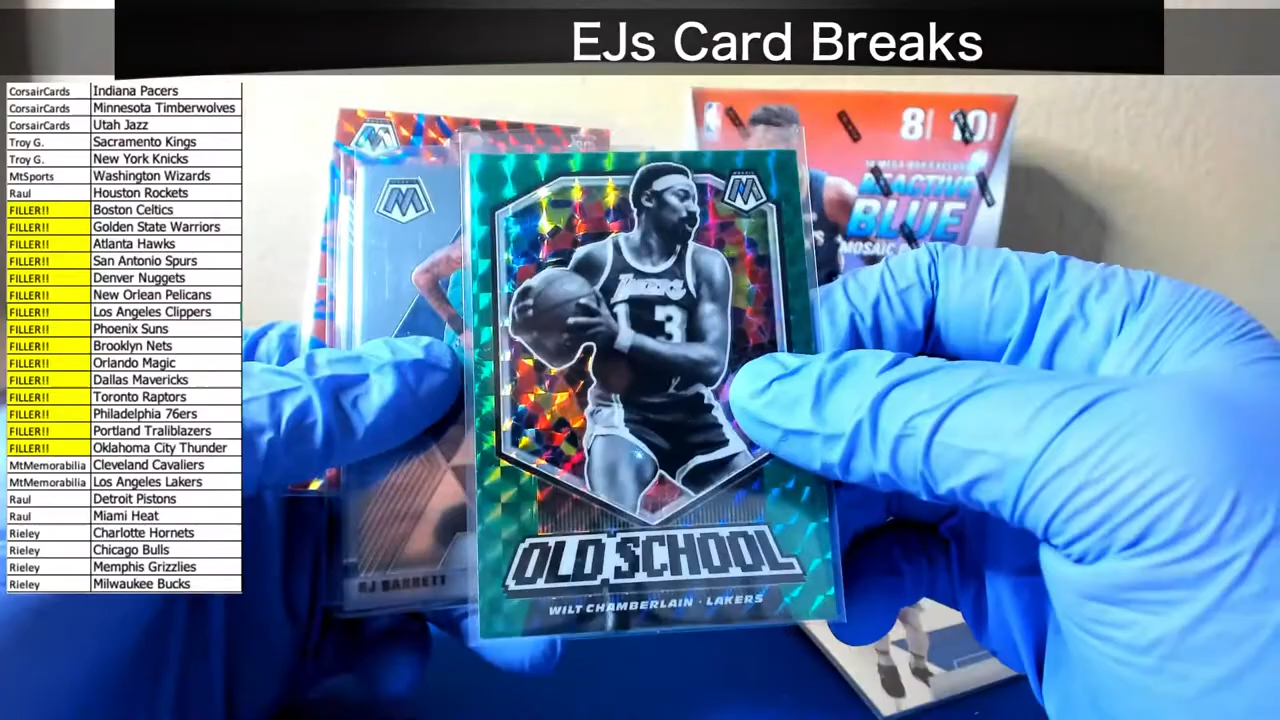 EJs Card Breaks
CorsairCards Indiana Pacers
CorsairCards Minnesota Timberwolves
CorsairCards Utah Jazz
Troy G. Sacramento Kings
Troy G. New York Knicks
MtSports Washington Wizards
Raul Houston Rockets
FILLER!! Boston Celtics
FILLER!! Golden State Warriors
FILLER!! Atlanta Hawks
FILLER!! San Antonio Spurs
FILLER!! Denver Nuggets
FILLER!! New Orlean Pelicans
FILLER!! Los Angeles Clippers
FILLER!! Phoenix Suns
FILLER!! Brooklyn Nets
FILLER!! Orlando Magic
FILLER!! Dallas Mavericks
FILLER!! Toronto Raptors
FILLER!! Philadelphia 76ers
FILLER!! Portland Traliblazers
FILLER!! Oklahoma City Thunder
MtMemorabilia Cleveland Cavaliers
MtMemorabilia Los Angeles Lakers
Raul Detroit Pistons
Raul Miami Heat
Rieley Charlotte Hornets
Rieley Chicago Bulls
Rieley Memphis Grizzlies
Rieley Milwaukee Bucks
8 10
REACTIVE
BLUE
MOSAIC
MOSAIC
LAKERS
13
OLD SCHOOL
WILT CHAMBERLAIN · LAKERS
RJ BARRETT